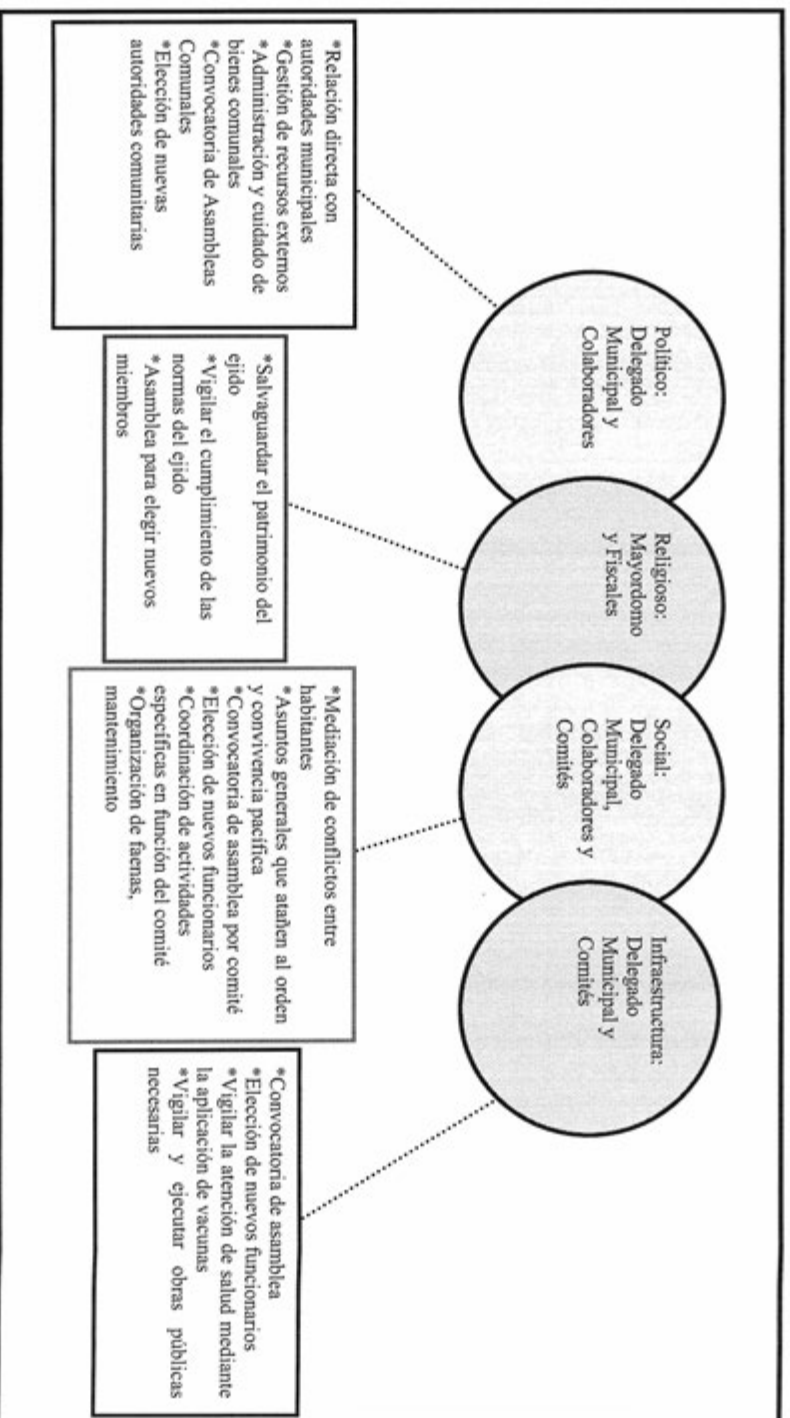 Político:
Delegado
Municipal y
Colaboradores
Religioso:
Mayordomo
y Fiscales
Social:
Delegado
Municipal,
Colaboradores y
Comités
Infraestructura:
Delegado
Municipal y
Comités
*Relación directa con
autoridades municipales
*Gestión de recursos externos
*Administración y cuidado de
bienes comunales
*Convocatoria de Asambleas
Comunales
*Elección de nuevas
autoridades comunitarias
*Salvaguardar el patrimonio del
ejido
*Vigilar el cumplimiento de las
normas del ejido
*Asamblea para elegir nuevos
miembros
*Mediación de conflictos entre
habitantes
*Asuntos generales que atañen al orden
y convivencia pacífica
*Convocatoria de asamblea por comité
*Elección de nuevos funcionarios
*Coordinación de actividades
específicas en función del comité
*Organización de faenas,
mantenimiento
*Convocatoria de asamblea
*Elección de nuevos funcionarios
*Vigilar la atención de salud mediante
la aplicación de vacunas
*Vigilar y ejecutar obras públicas
necesarias